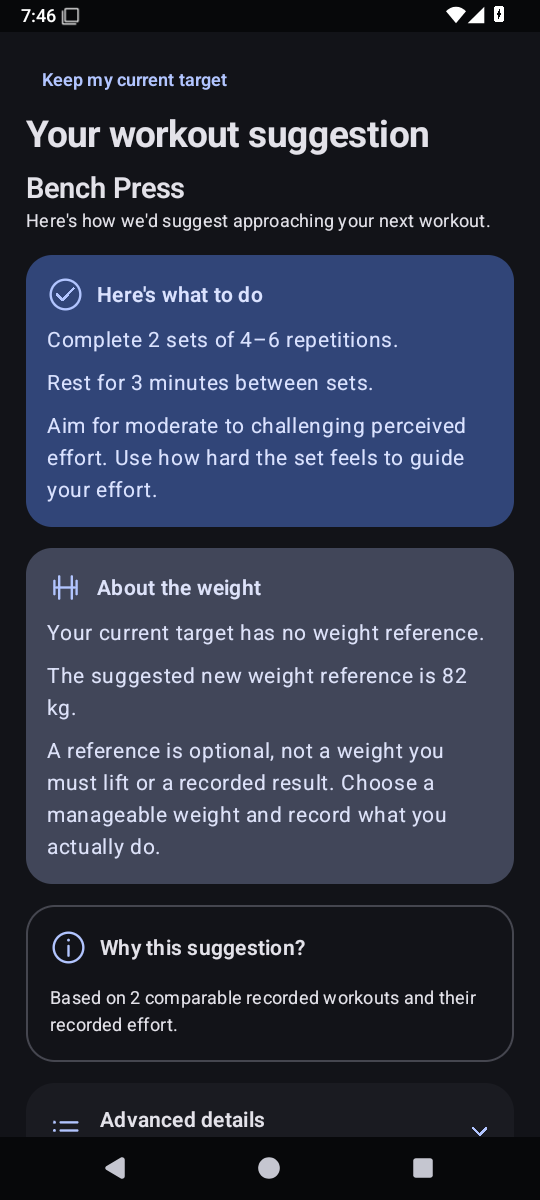 7:46
Keep my current target
Your workout suggestion
Bench Press
Here's how we'd suggest approaching your next workout.
Here's what to do
Complete 2 sets of 4–6 repetitions.
Rest for 3 minutes between sets.
Aim for moderate to challenging perceived
effort. Use how hard the set feels to guide
your effort.
About the weight
Your current target has no weight reference.
The suggested new weight reference is 82
kg.
A reference is optional, not a weight you
must lift or a recorded result. Choose a
manageable weight and record what you
actually do.
Why this suggestion?
Based on 2 comparable recorded workouts and their
recorded effort.
Advanced details